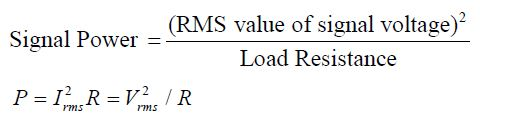 Signal Power = (RMS value of signal voltage)² / Load Resistance
P = I²rms R = V²rms / R